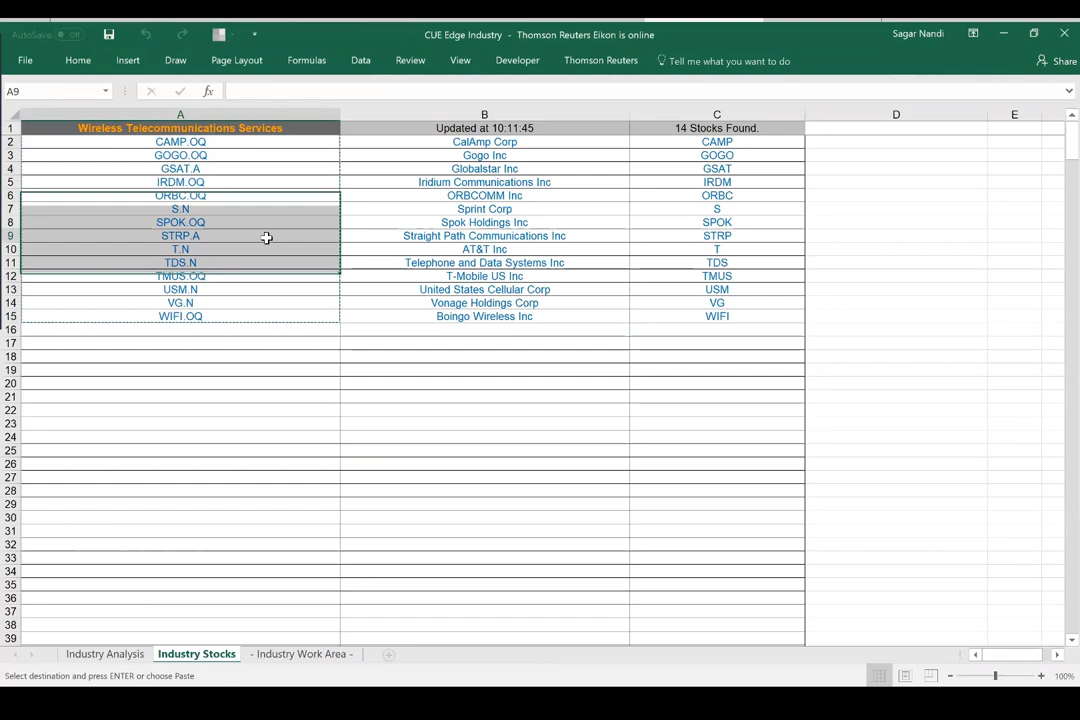 AutoSave Off
CUE Edge Industry - Thomson Reuters Eikon is online
Sagar Nandi
File Home Insert Draw Page Layout Formulas Data Review View Developer Thomson Reuters Tell me what you want to do Share
A9 fx
A B C D E
1 Wireless Telecommunications Services Updated at 10:11:45 14 Stocks Found.
2 CAMP.OQ CalAmp Corp CAMP
3 GOGO.OQ Gogo Inc GOGO
4 GSAT.A Globalstar Inc GSAT
5 IRDM.OQ Iridium Communications Inc IRDM
6 ORBC.OQ ORBCOMM Inc ORBC
7 S.N Sprint Corp S
8 SPOK.OQ Spok Holdings Inc SPOK
9 STRP.A Straight Path Communications Inc STRP
10 T.N AT&T Inc T
11 TDS.N Telephone and Data Systems Inc TDS
12 TMUS.OQ T-Mobile US Inc TMUS
13 USM.N United States Cellular Corp USM
14 VG.N Vonage Holdings Corp VG
15 WIFI.OQ Boingo Wireless Inc WIFI
16
17
18
19
20
21
22
23
24
25
26
27
28
29
30
31
32
33
34
35
36
37
38
39
Industry Analysis Industry Stocks - Industry Work Area -
Select destination and press ENTER or choose Paste
100%